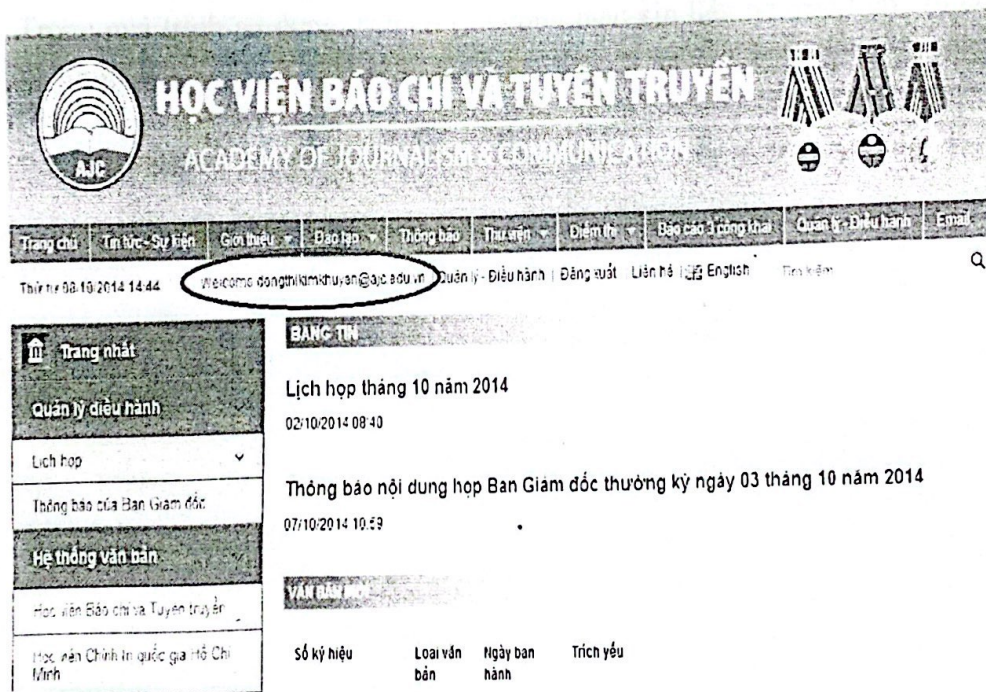 HỌC VIỆN BÁO CHÍ VÀ TUYÊN TRUYỀN
ACADEMY OF JOURNALISM & COMMUNICATION
AJC
Trang chủ Tin tức - Sự kiện Giới thiệu Đào tạo Thông báo Thư viện Điểm thi Báo cáo 3 công khai Quản lý - Điều hành Email
Thứ tư 08-10-2014 14:44 Welcome dongthikimkhuyen@ajc.edu.vn Quản lý - Điều hành | Đăng xuất Liên hệ English Tìm kiếm
Trang nhất
Quản lý điều hành
Lịch họp
Thông báo của Ban Giám đốc
Hệ thống văn bản
Học viện Báo chí và Tuyên truyền
Học viện Chính trị quốc gia Hồ Chí
Minh
BẢNG TIN
Lịch họp tháng 10 năm 2014
02/10/2014 08:40
Thông báo nội dung họp Ban Giám đốc thường kỳ ngày 03 tháng 10 năm 2014
07/10/2014 10:59
VĂN BẢN MỚI
Số ký hiệu Loại văn bản Ngày ban hành Trích yếu